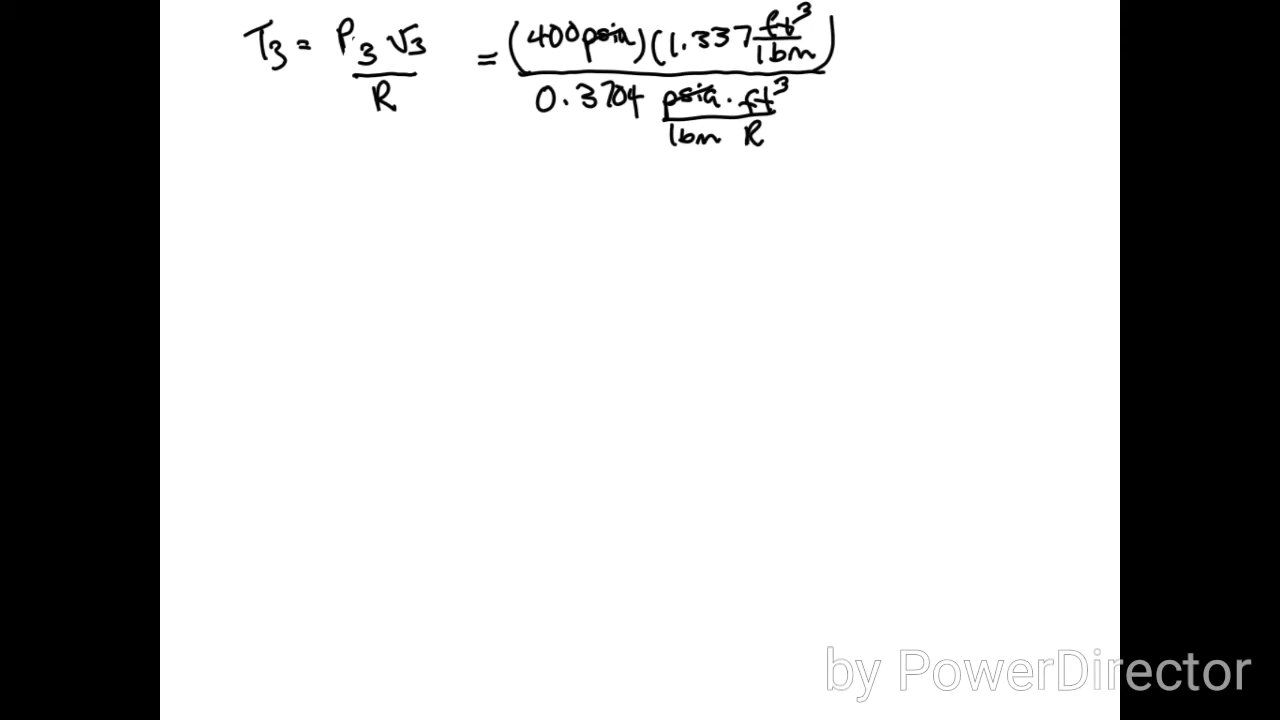 T3 = P3 v3 / R = (400 psia)(1.337 ft³/lbm) / 0.3704 psia · ft³/lbm R
by PowerDirector